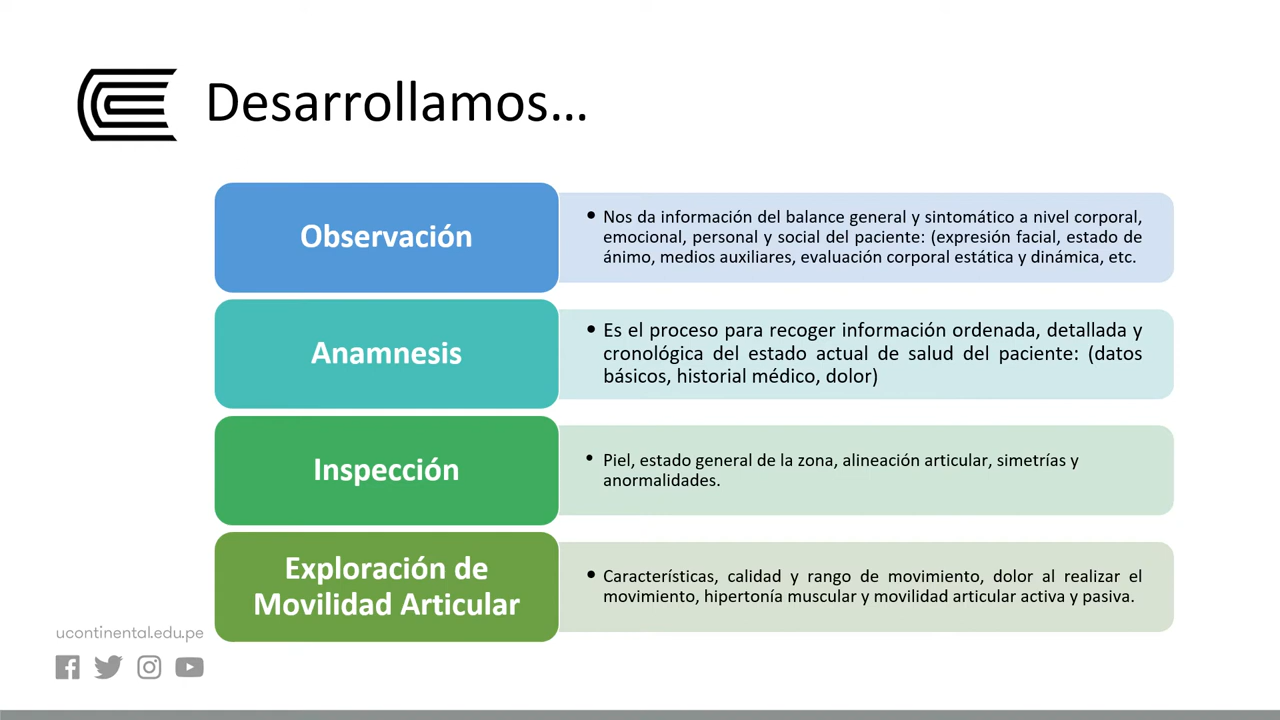 Desarrollamos...
Observación
• Nos da información del balance general y sintomático a nivel corporal,
emocional, personal y social del paciente: (expresión facial, estado de
ánimo, medios auxiliares, evaluación corporal estática y dinámica, etc.
Anamnesis
• Es el proceso para recoger información ordenada, detallada y
cronológica del estado actual de salud del paciente: (datos
básicos, historial médico, dolor)
Inspección
• Piel, estado general de la zona, alineación articular, simetrías y
anormalidades.
Exploración de
Movilidad Articular
• Características, calidad y rango de movimiento, dolor al realizar el
movimiento, hipertonía muscular y movilidad articular activa y pasiva.
ucontinental.edu.pe